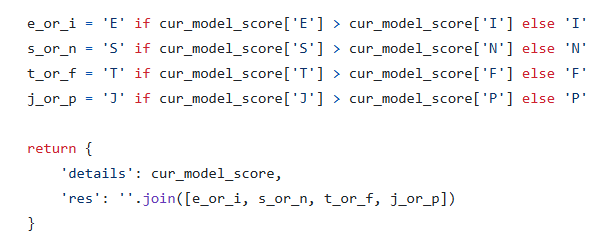 e_or_i = 'E' if cur_model_score['E'] > cur_model_score['I'] else 'I'
s_or_n = 'S' if cur_model_score['S'] > cur_model_score['N'] else 'N'
t_or_f = 'T' if cur_model_score['T'] > cur_model_score['F'] else 'F'
j_or_p = 'J' if cur_model_score['J'] > cur_model_score['P'] else 'P'

return {
    'details': cur_model_score,
    'res': ''.join([e_or_i, s_or_n, t_or_f, j_or_p])
}